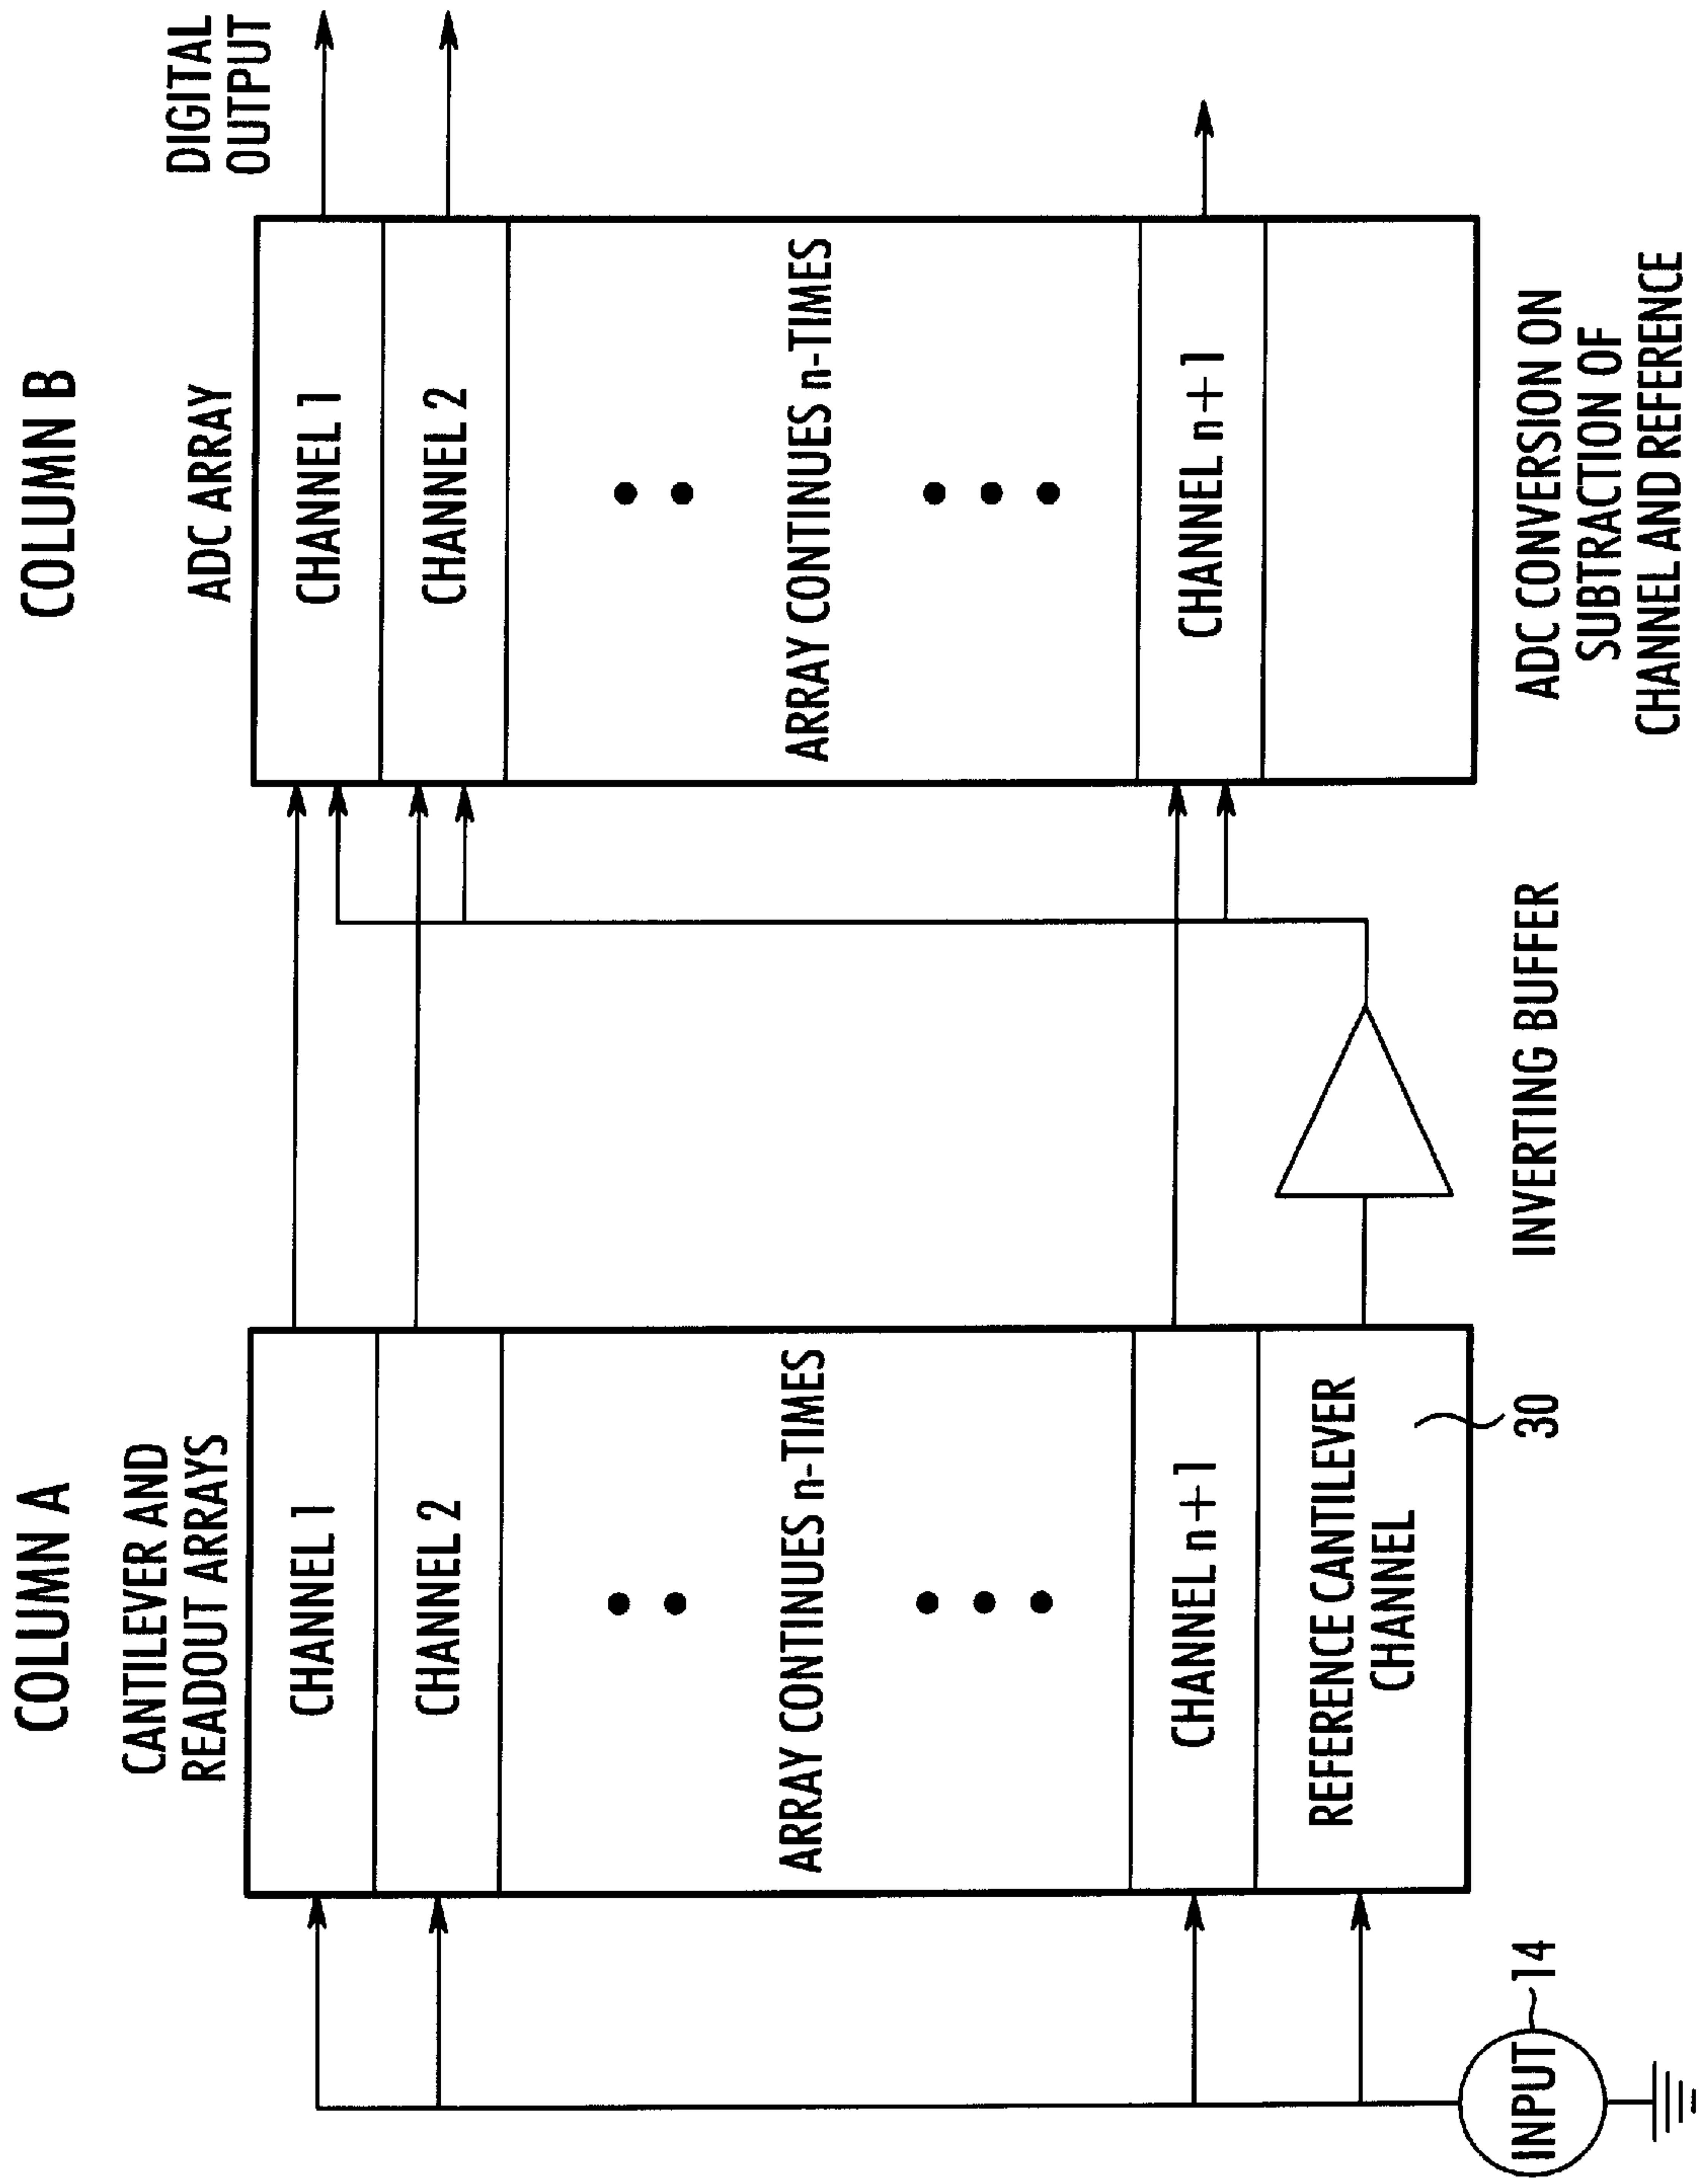 COLUMN A
CANTILEVER AND
READOUT ARRAYS
CHANNEL 1
CHANNEL 2
ARRAY CONTINUES n-TIMES
CHANNEL n+1
REFERENCE CANTILEVER
CHANNEL
30
INPUT
14
INVERTING BUFFER
COLUMN B
ADC ARRAY
CHANNEL 1
CHANNEL 2
ARRAY CONTINUES n-TIMES
CHANNEL n+1
ADC CONVERSION ON
SUBTRACTION OF
CHANNEL AND REFERENCE
DIGITAL
OUTPUT